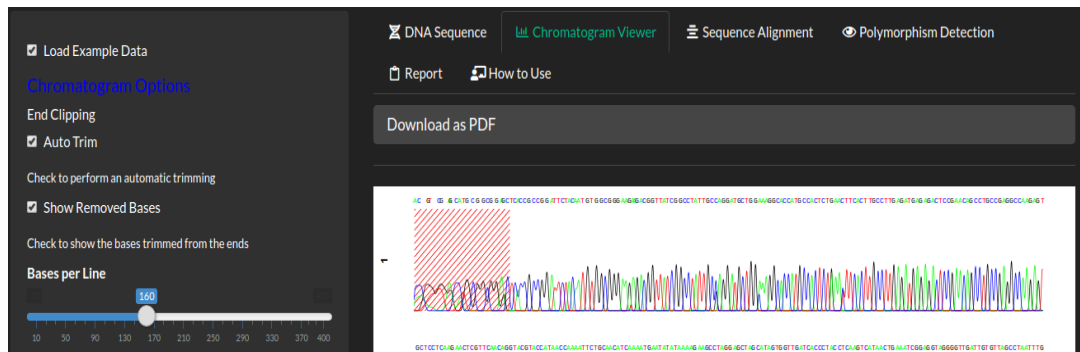 Load Example Data
Chromatogram Options
End Clipping
Auto Trim
Check to perform an automatic trimming
Show Removed Bases
Check to show the bases trimmed from the ends
Bases per Line
160
10 50 90 130 170 210 250 290 330 370 400
DNA Sequence Chromatogram Viewer Sequence Alignment Polymorphism Detection
Report How to Use
Download as PDF
1